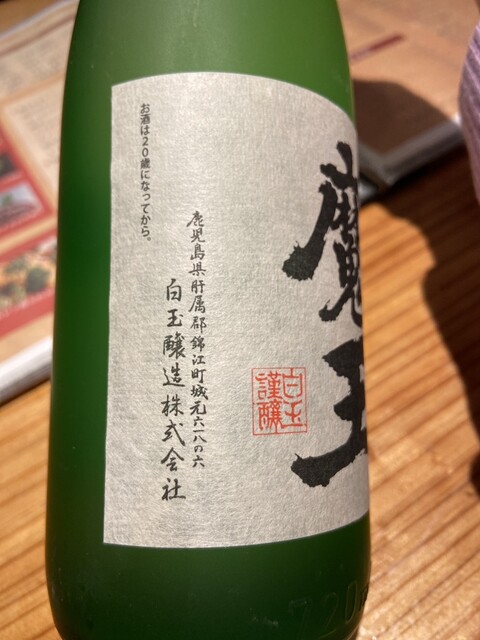 魔王
白玉
謹醸
鹿児島県肝属郡錦江町城元六一八の六
白玉醸造株式会社
お酒は20歳になってから。
720